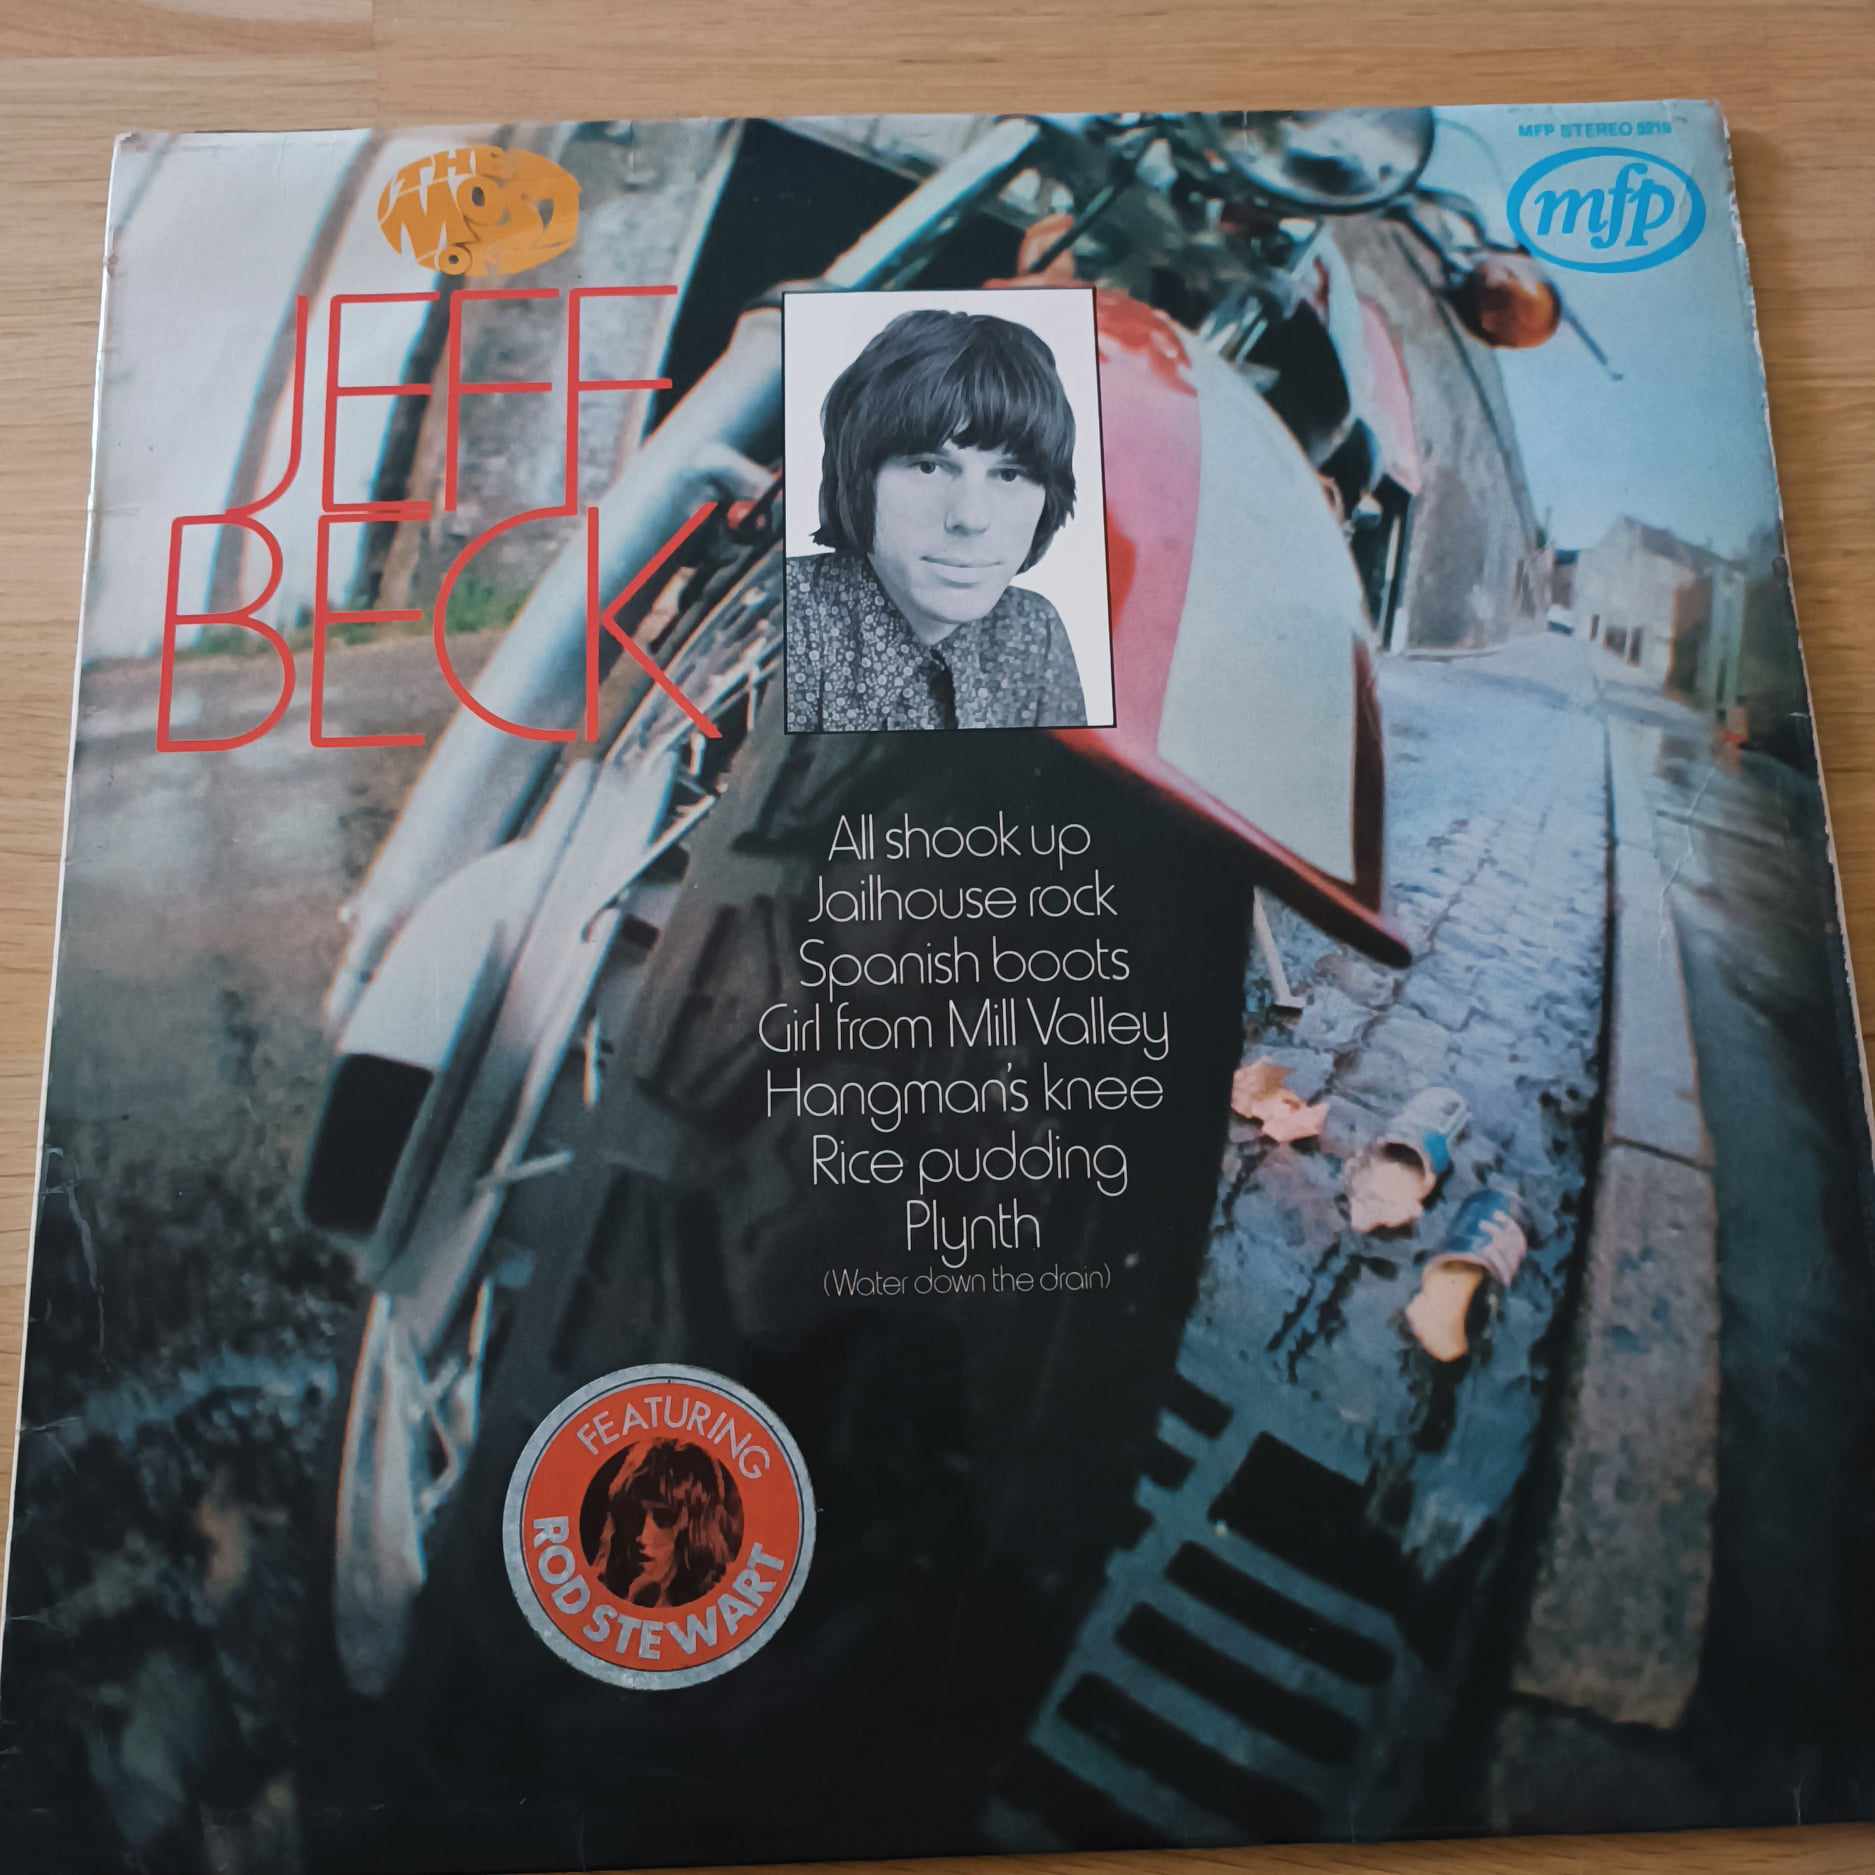 MFP STEREO 5219
mfp
THE
MOST
OF
JEFF
BECK
All shook up
Jailhouse rock
Spanish boots
Girl from Mill Valley
Hangman's knee
Rice pudding
Plynth
(Water down the drain)
FEATURING
ROD STEWART